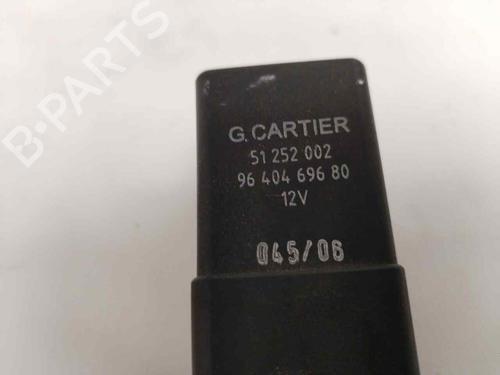 B-PARTS
G.CARTIER
51 252 002
96 404 696 80
12V
045/06